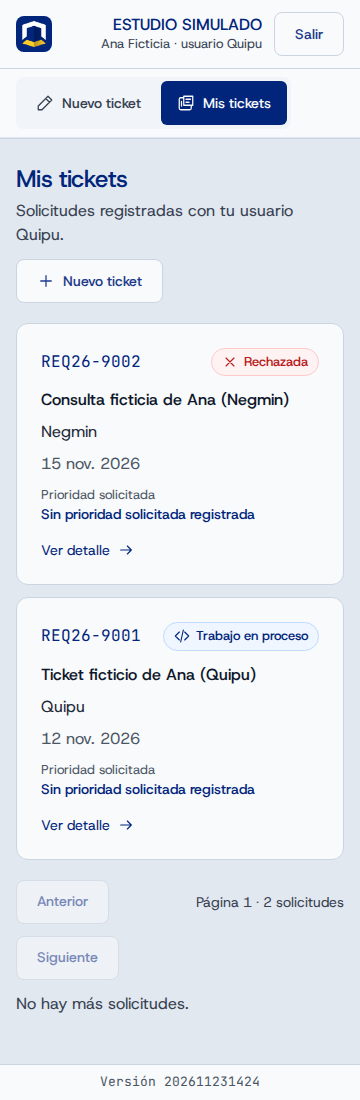 ESTUDIO SIMULADO
Ana Ficticia · usuario Quipu
Salir
Nuevo ticket
Mis tickets
Mis tickets
Solicitudes registradas con tu usuario
Quipu.
Nuevo ticket
REQ26-9002
Rechazada
Consulta ficticia de Ana (Negmin)
Negmin
15 nov. 2026
Prioridad solicitada
Sin prioridad solicitada registrada
Ver detalle
REQ26-9001
Trabajo en proceso
Ticket ficticio de Ana (Quipu)
Quipu
12 nov. 2026
Prioridad solicitada
Sin prioridad solicitada registrada
Ver detalle
Anterior
Página 1 · 2 solicitudes
Siguiente
No hay más solicitudes.
Versión 202611231424